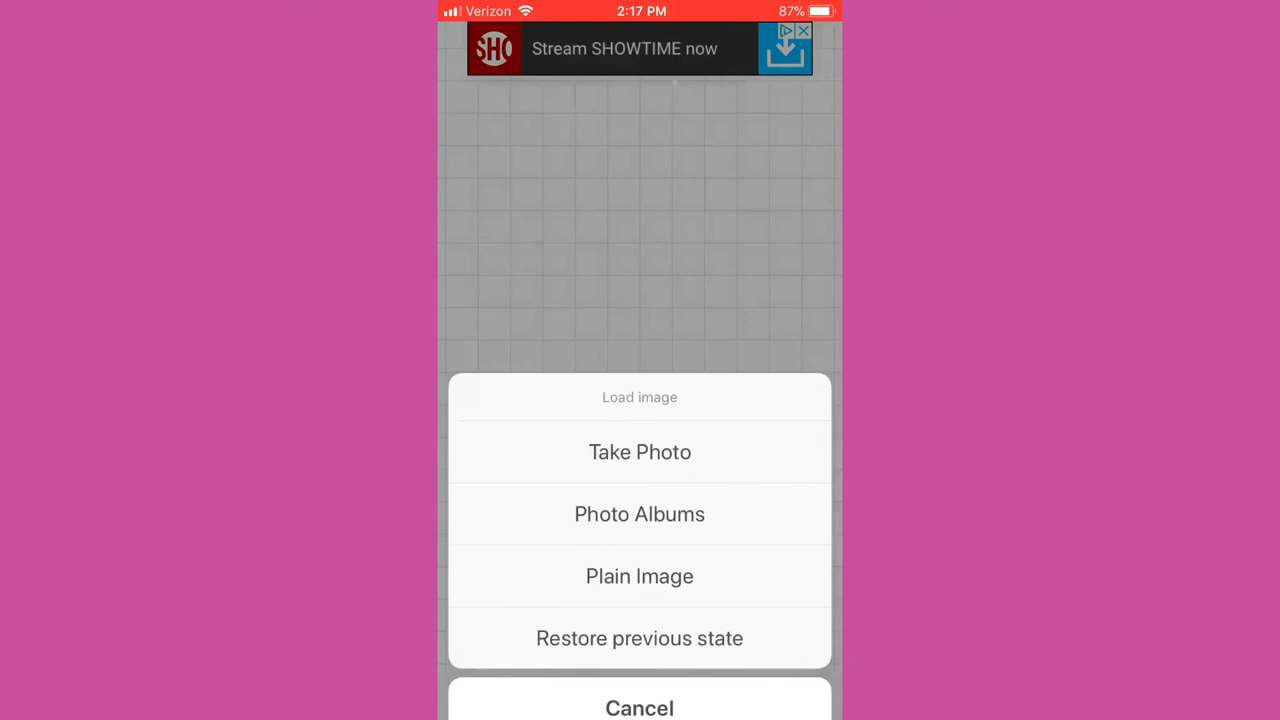 Verizon 2:17 PM 87%
SHO Stream SHOWTIME now
Load image
Take Photo
Photo Albums
Plain Image
Restore previous state
Cancel